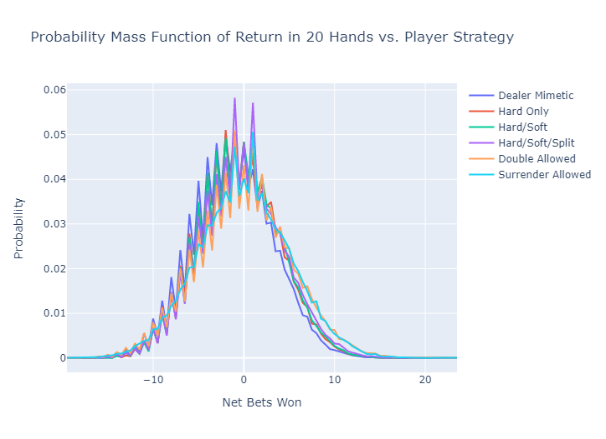 Probability Mass Function of Return in 20 Hands vs. Player Strategy
0.06
0.05
0.04
0.03
0.02
0.01
0
Probability
−10
0
10
20
Net Bets Won
Dealer Mimetic
Hard Only
Hard/Soft
Hard/Soft/Split
Double Allowed
Surrender Allowed